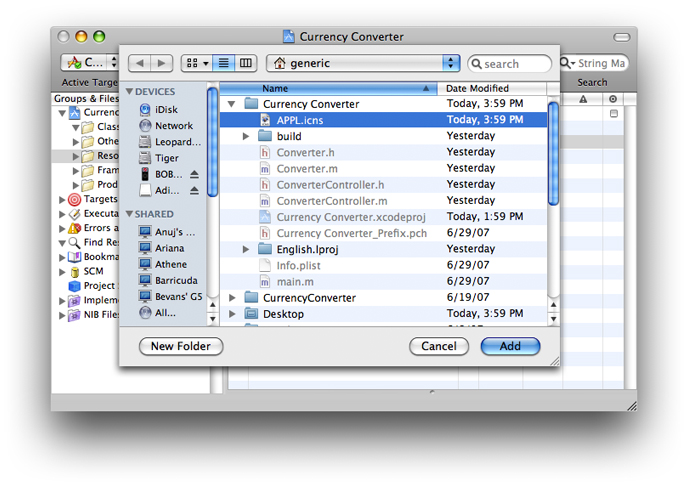 Currency Converter
C...
generic
search
String Ma
Active Targe
Search
Groups & Files
DEVICES
iDisk
Network
Leopard...
Tiger
BOB...
Adi...
SHARED
Anuj's ...
Ariana
Athene
Barricuda
Bevans' G5
All...
Name
Date Modified
Currency Converter
Today, 3:59 PM
APPL.icns
Today, 3:59 PM
build
Yesterday
Converter.h
Yesterday
Converter.m
Yesterday
ConverterController.h
Yesterday
ConverterController.m
Yesterday
Currency Converter.xcodeproj
Today, 1:59 PM
Currency Converter_Prefix.pch
6/29/07
English.lproj
Yesterday
Info.plist
6/29/07
main.m
6/29/07
CurrencyConverter
6/19/07
Desktop
Today, 3:59 PM
Currenc
Class
Othe
Reso
Fram
Prod
Targets
Executa
Errors a
Find Res
Bookma
SCM
Project
Impleme
NIB Files
New Folder
Cancel
Add